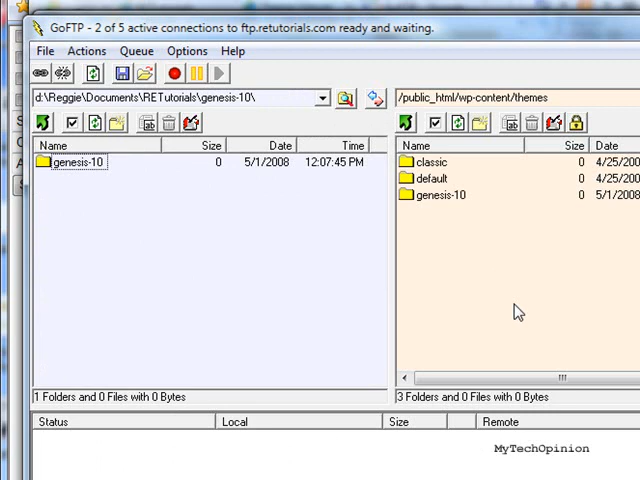 GoFTP - 2 of 5 active connections to ftp.retutorials.com ready and waiting.
File Actions Queue Options Help
d:\Reggie\Documents\RETutorials\genesis-10\
/public_html/wp-content/themes
Name Size Date Time
genesis-10 0 5/1/2008 12:07:45 PM
1 Folders and 0 Files with 0 Bytes
Name Size Date
classic 0 4/25/200
default 0 4/25/200
genesis-10 0 5/1/200
3 Folders and 0 Files with 0 Bytes
Status Local Size Remote
MyTechOpinion